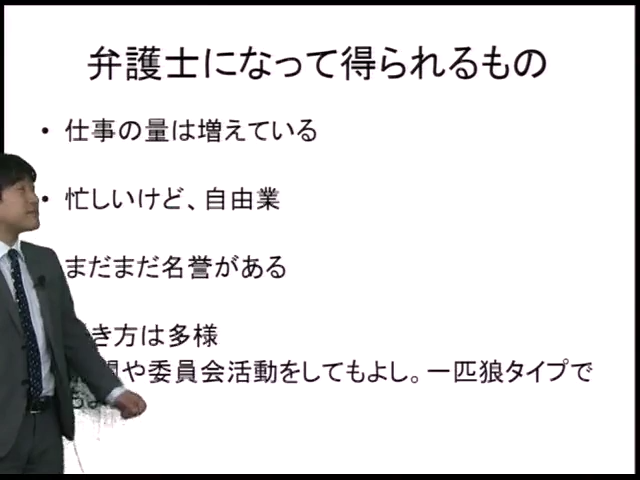 弁護士になって得られるもの
• 仕事の量は増えている
• 忙しいけど、自由業
まだまだ名誉がある
き方は多様
や委員会活動をしてもよし。一匹狼タイプで